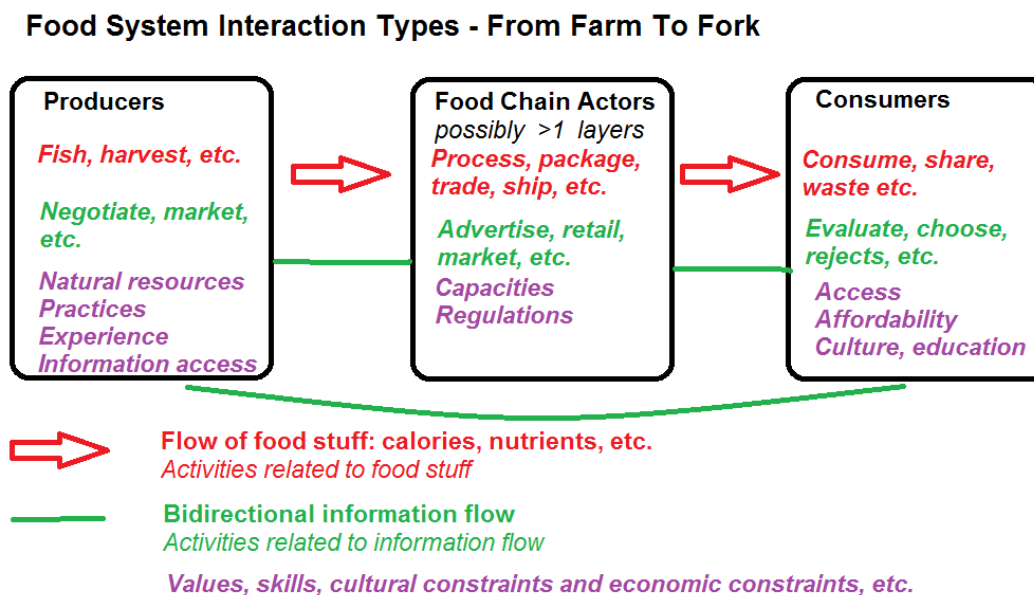 Food System Interaction Types - From Farm To Fork
Producers
Fish, harvest, etc.
Negotiate, market,
etc.
Natural resources
Practices
Experience
Information access
Food Chain Actors
possibly >1 layers
Process, package,
trade, ship, etc.
Advertise, retail,
market, etc.
Capacities
Regulations
Consumers
Consume, share,
waste etc.
Evaluate, choose,
rejects, etc.
Access
Affordability
Culture, education
Flow of food stuff: calories, nutrients, etc.
Activities related to food stuff
Bidirectional information flow
Activities related to information flow
Values, skills, cultural constraints and economic constraints, etc.